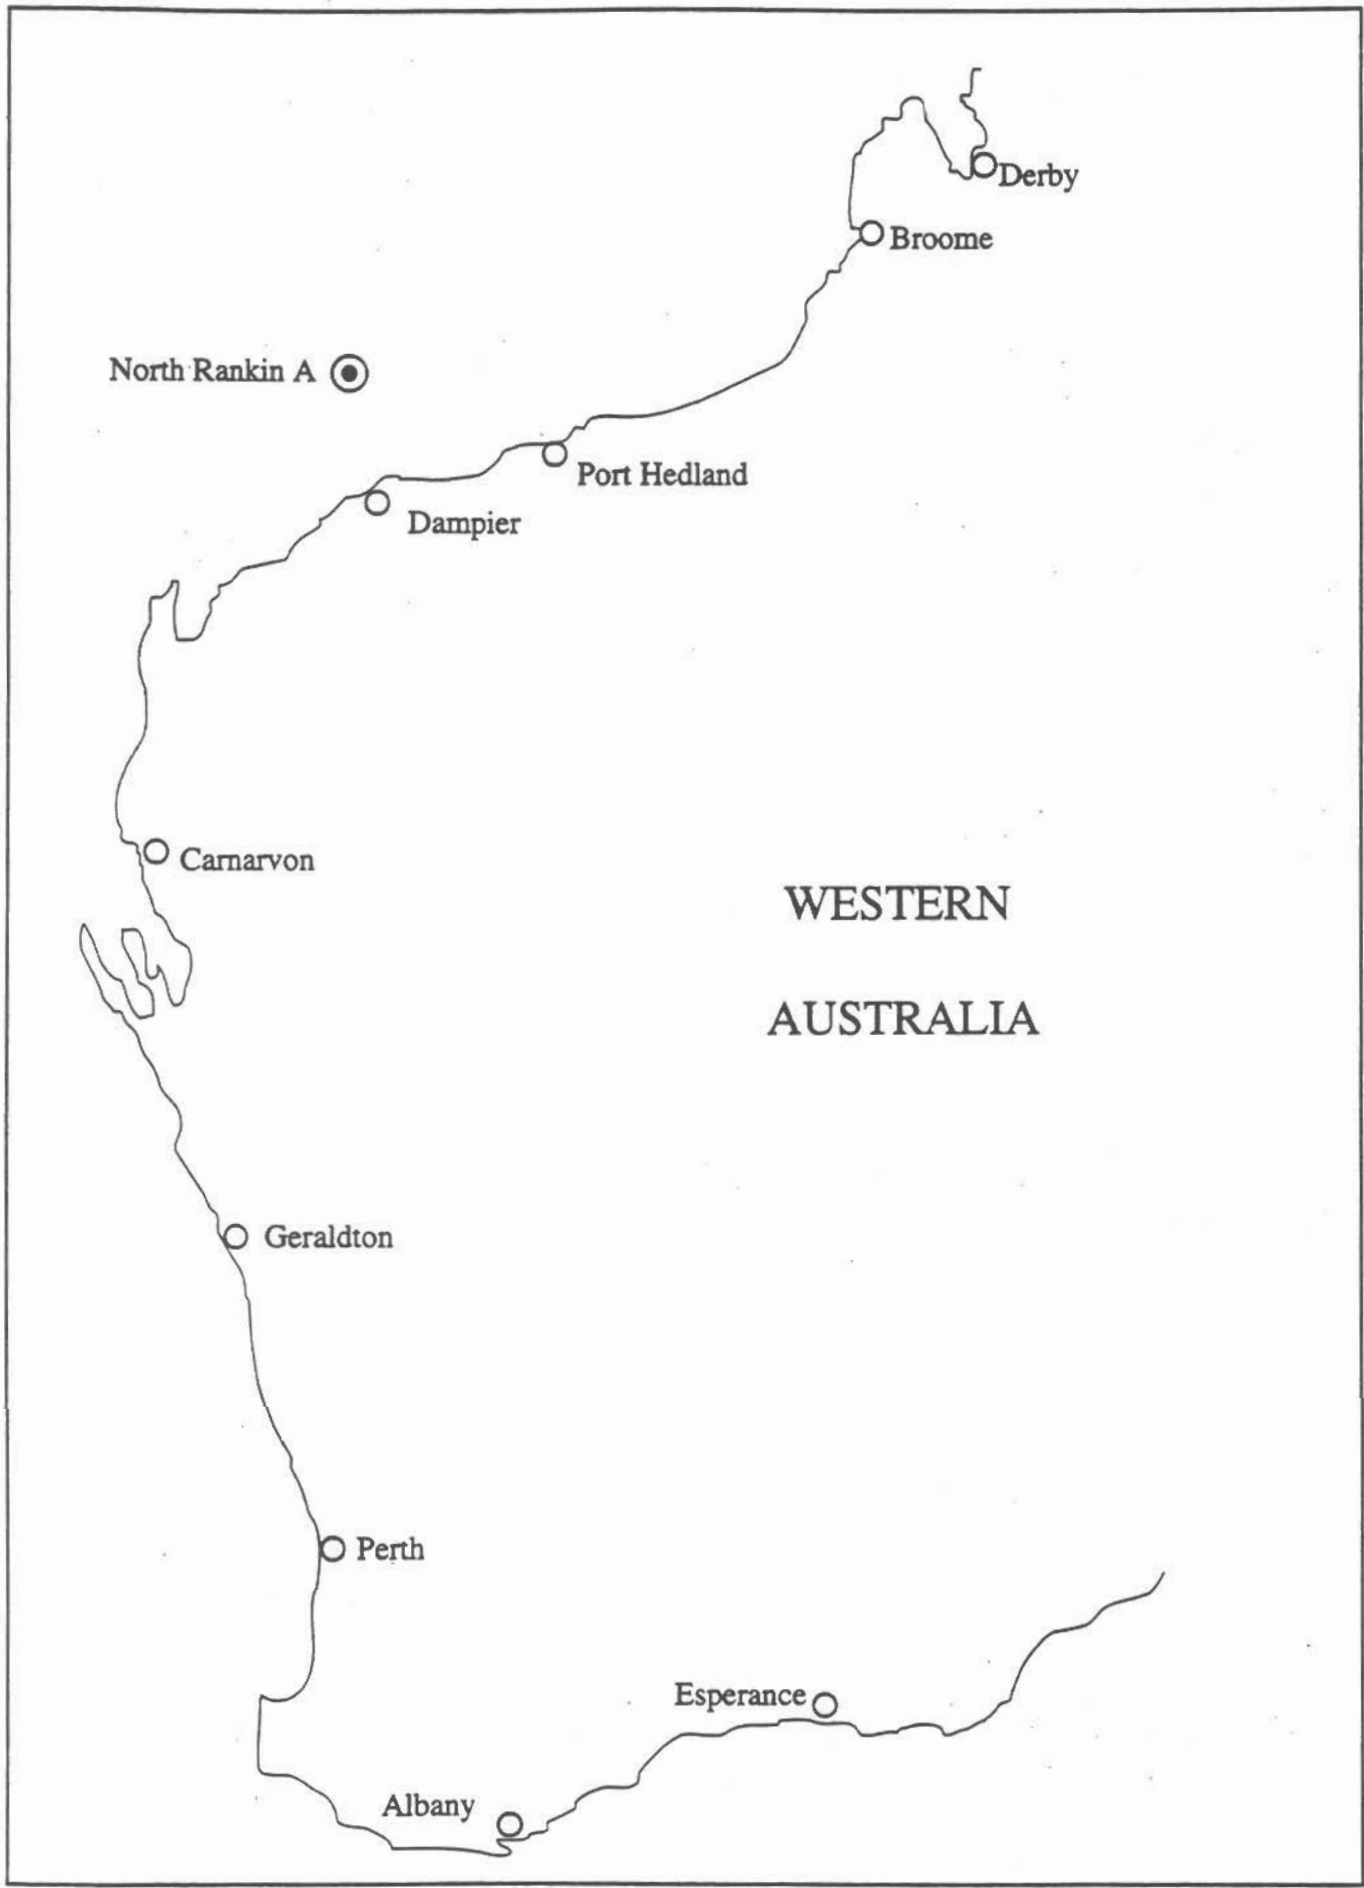 Derby
Broome
North Rankin A
Port Hedland
Dampier
Carnarvon
WESTERN
AUSTRALIA
Geraldton
Perth
Esperance
Albany